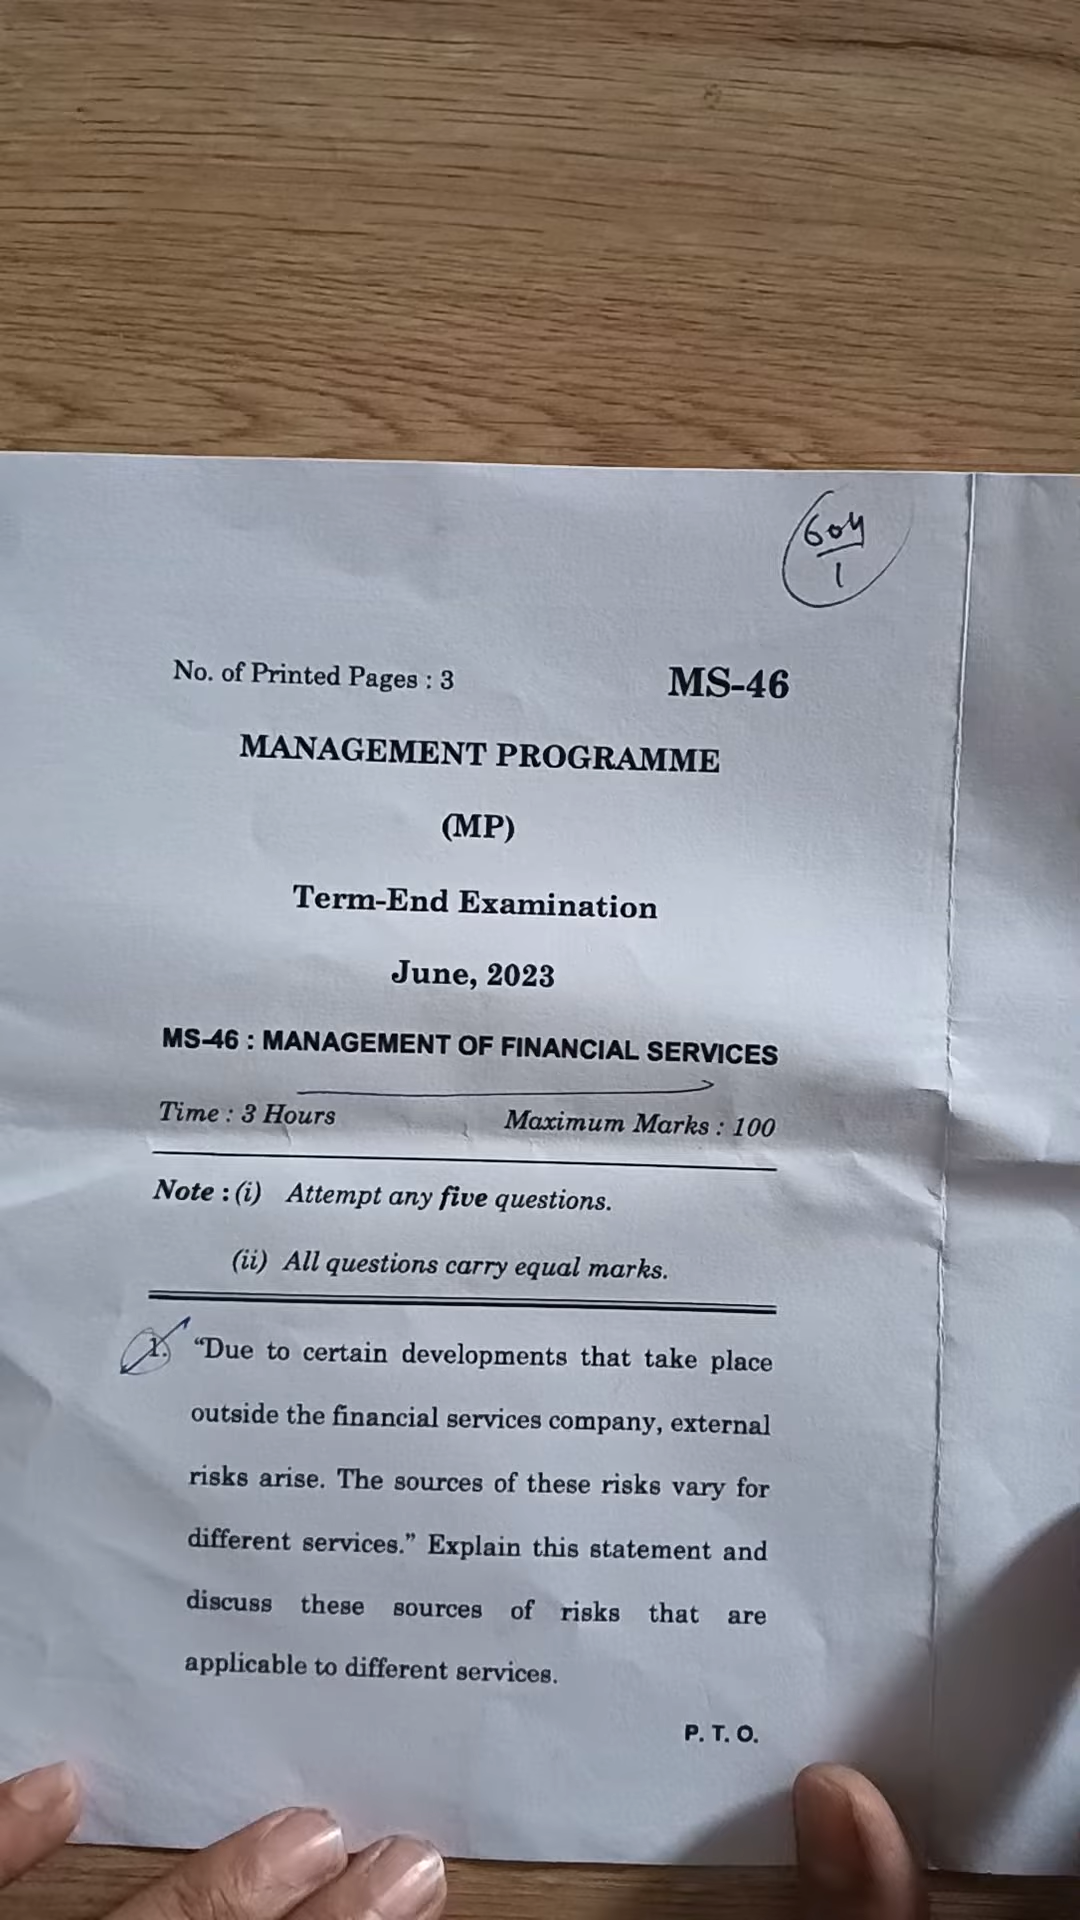 604
1
No. of Printed Pages : 3 MS-46
MANAGEMENT PROGRAMME
(MP)
Term-End Examination
June, 2023
MS-46 : MANAGEMENT OF FINANCIAL SERVICES
Time : 3 Hours Maximum Marks : 100
Note : (i) Attempt any five questions.
(ii) All questions carry equal marks.
1. “Due to certain developments that take place
outside the financial services company, external
risks arise. The sources of these risks vary for
different services.” Explain this statement and
discuss these sources of risks that are
applicable to different services.
P. T. O.